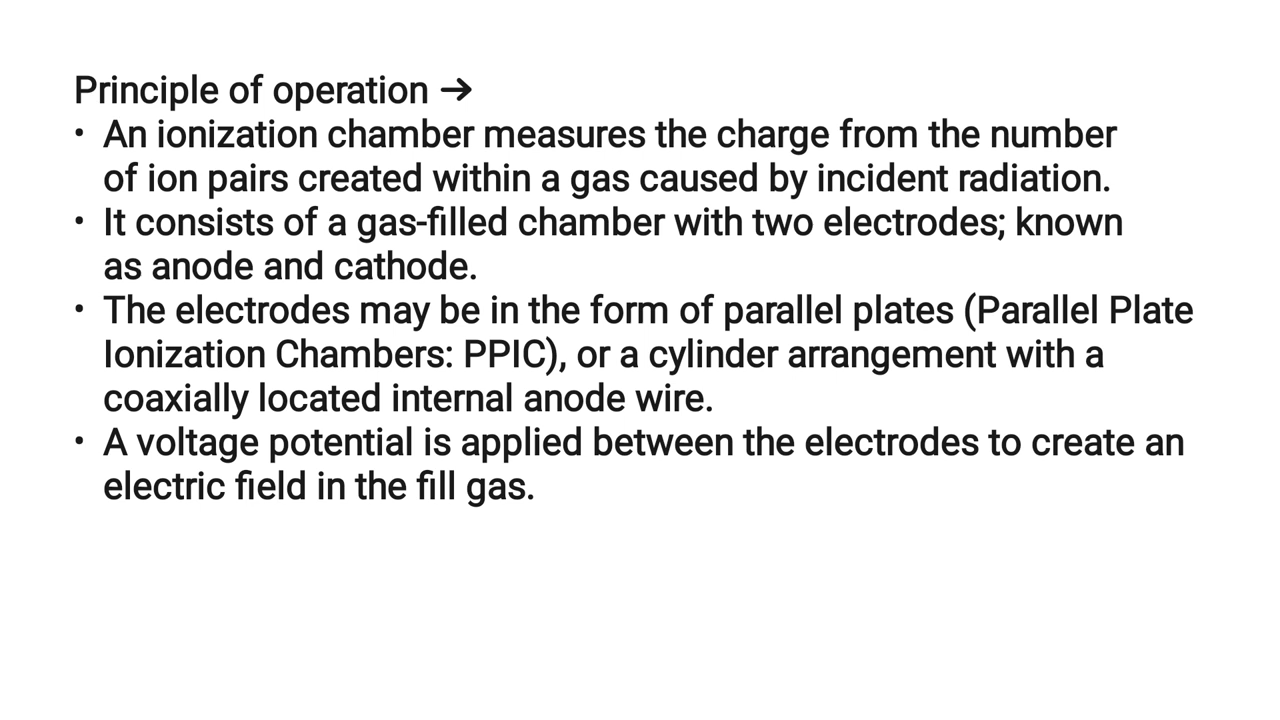 Principle of operation →
• An ionization chamber measures the charge from the number
of ion pairs created within a gas caused by incident radiation.
• It consists of a gas-filled chamber with two electrodes; known
as anode and cathode.
• The electrodes may be in the form of parallel plates (Parallel Plate
Ionization Chambers: PPIC), or a cylinder arrangement with a
coaxially located internal anode wire.
• A voltage potential is applied between the electrodes to create an
electric field in the fill gas.